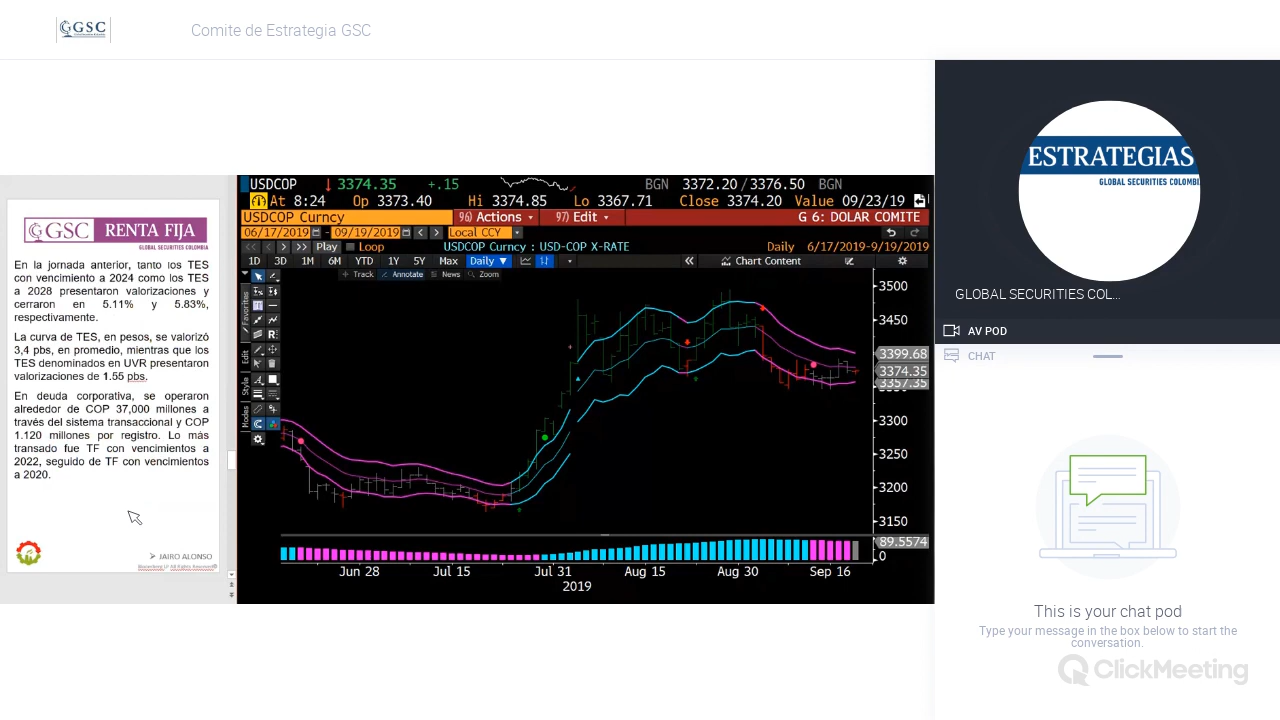 GSC
Comite de Estrategia GSC
GSC RENTA FIJA
GLOBAL SECURITIES COLOMBIA
En la jornada anterior, tanto los TES
con vencimiento a 2024 como los TES
a 2028 presentaron valorizaciones y
cerraron en 5.11% y 5.83%,
respectivamente.
La curva de TES, en pesos, se valorizó
3,4 pbs, en promedio, mientras que los
TES denominados en UVR presentaron
valorizaciones de 1.55 pbs.
En deuda corporativa, se operaron
alrededor de COP 37,000 millones a
través del sistema transaccional y COP
1.120 millones por registro. Lo más
transado fue TF con vencimientos a
2022, seguido de TF con vencimientos
a 2020.
JAIRO ALONSO
Bloomberg LP All Rights Reserved©
USDCOP 3374.35 +.15 BGN 3372.20/3376.50 BGN
At 8:24 Op 3373.40 Hi 3374.85 Lo 3367.71 Close 3374.20 Value 09/23/19
USDCOP Curncy 96) Actions 97) Edit G 6: DOLAR COMITE
06/17/2019 - 09/19/2019 Local CCY
Play Loop USDCOP Curncy : USD-COP X-RATE Daily 6/17/2019-9/19/2019
1D 3D 1M 6M YTD 1Y 5Y Max Daily ▼ Chart Content
Track Annotate News Zoom
Favorites
Edit
Style
Modes
3500
3450
3399.68
3374.35
3357.35
3300
3250
3200
3150
89.5574
0
Jun 28 Jul 15 Jul 31 Aug 15 Aug 30 Sep 16
2019
ESTRATEGIAS
GLOBAL SECURITIES COLOMBI
GLOBAL SECURITIES COL...
AV POD
CHAT
This is your chat pod
Type your message in the box below to start the
conversation.
ClickMeeting